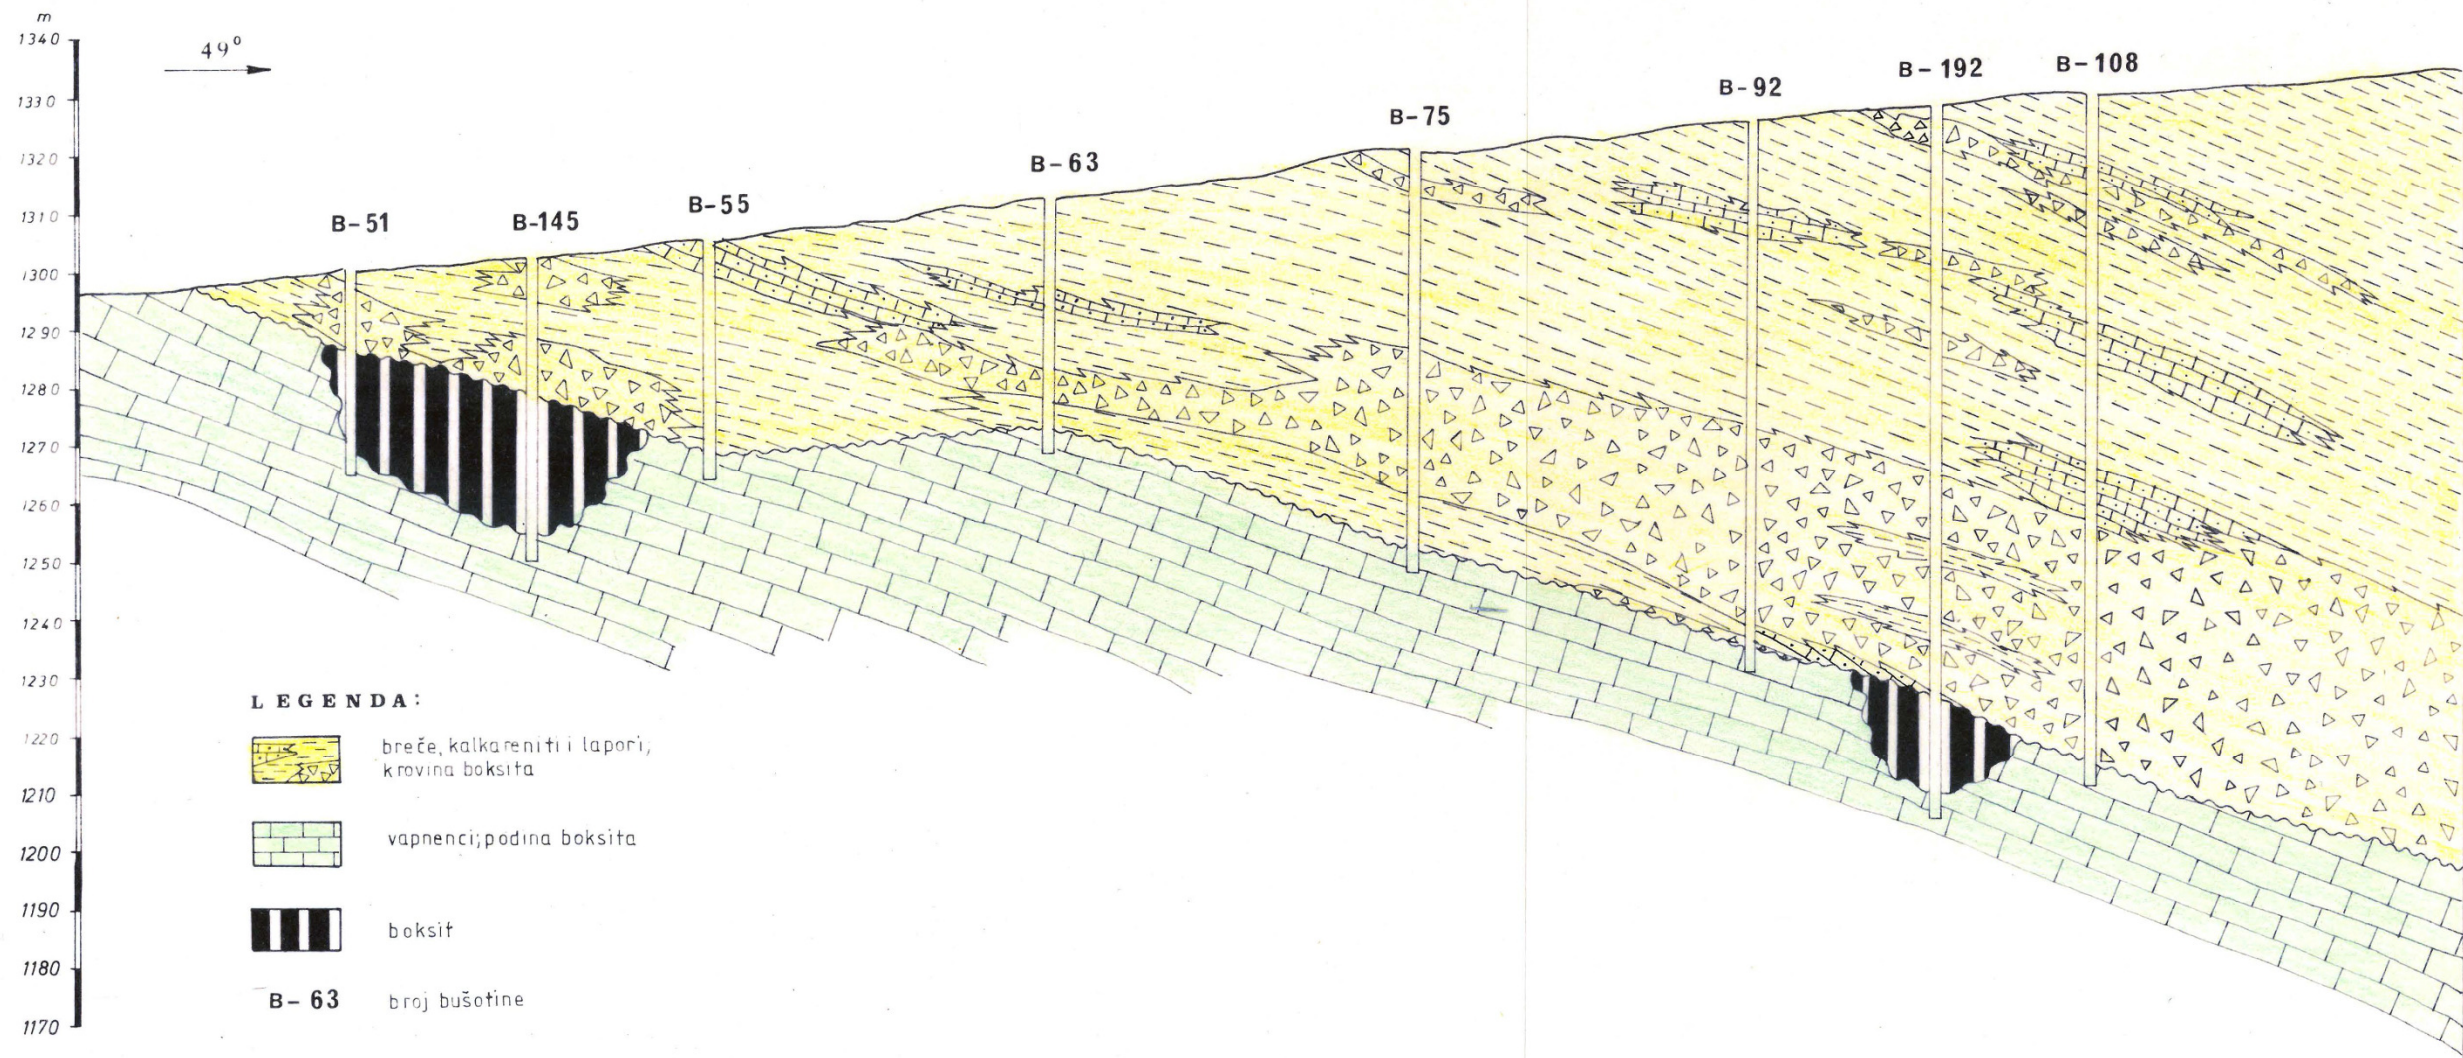 m
1340
1330
1320
1310
1300
1290
1280
1270
1260
1250
1240
1230
1220
1210
1200
1190
1180
1170
49°
B-51
B-145
B-55
B-63
B-75
B-92
B-192
B-108
LEGENDA:
breče, kalkareniti i lapori;
krovina boksita
vapnenci; podina boksita
boksit
B-63 broj bušotine